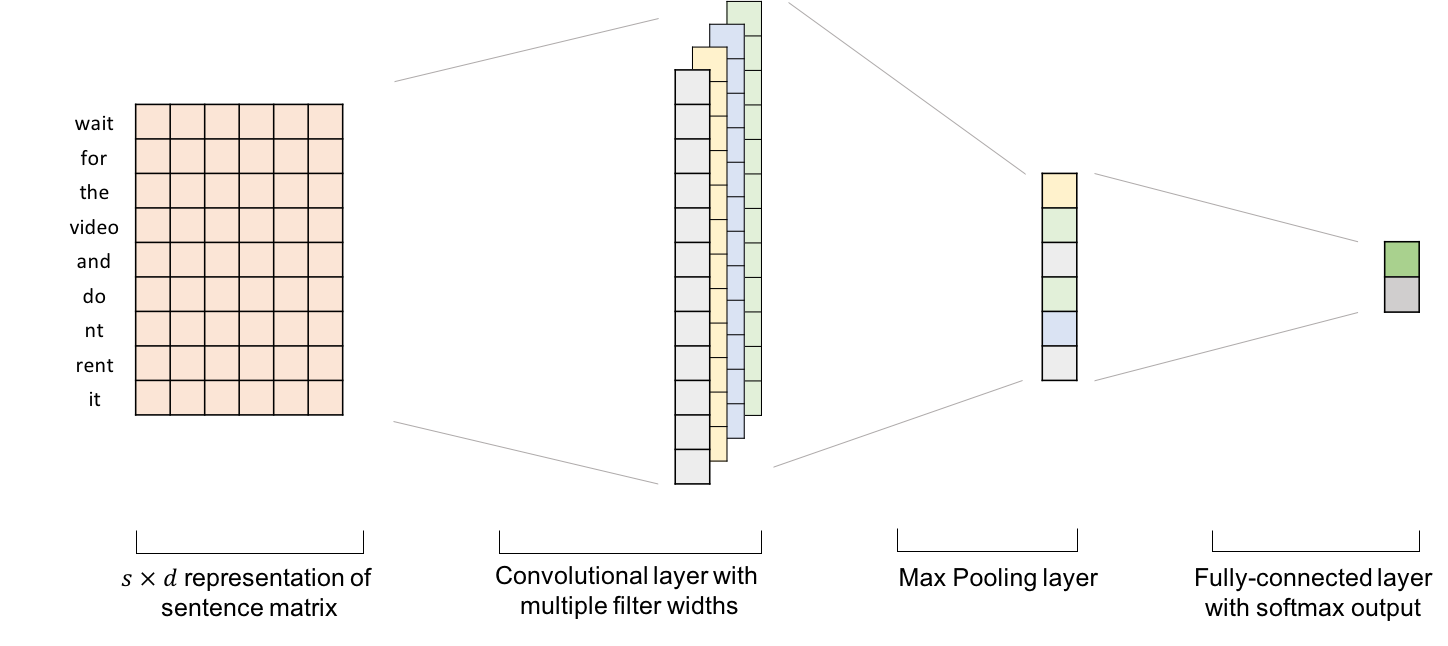 wait
for
the
video
and
do
nt
rent
it
s × d representation of
sentence matrix
Convolutional layer with
multiple filter widths
Max Pooling layer
Fully-connected layer
with softmax output